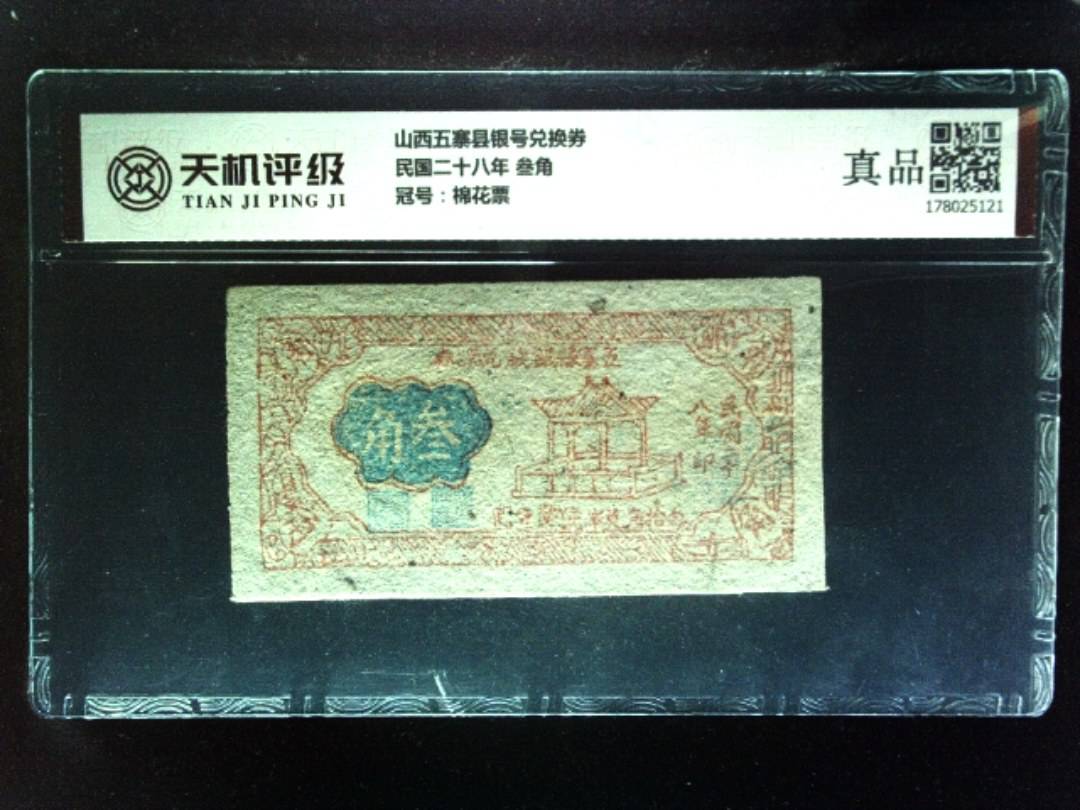 天机评级
TIAN JI PING JI
山西五寨县银号兑换券
民国二十八年 叁角
冠号：棉花票
真品
178025121
角叁